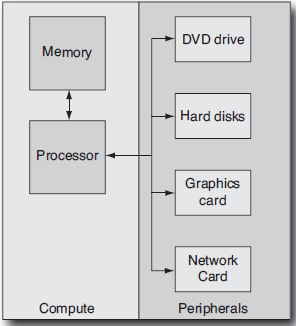 Memory
Processor
DVD drive
Hard disks
Graphics
card
Network
Card
Compute
Peripherals